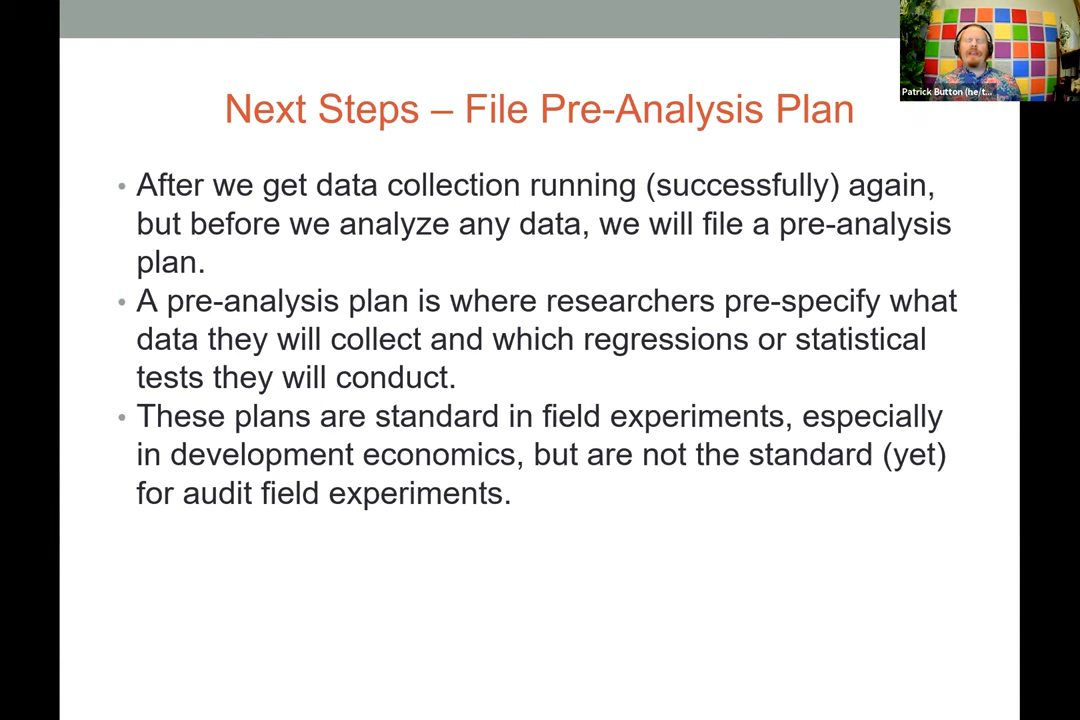 Patrick Button (he/t...
Next Steps – File Pre-Analysis Plan
• After we get data collection running (successfully) again,
but before we analyze any data, we will file a pre-analysis
plan.
• A pre-analysis plan is where researchers pre-specify what
data they will collect and which regressions or statistical
tests they will conduct.
• These plans are standard in field experiments, especially
in development economics, but are not the standard (yet)
for audit field experiments.